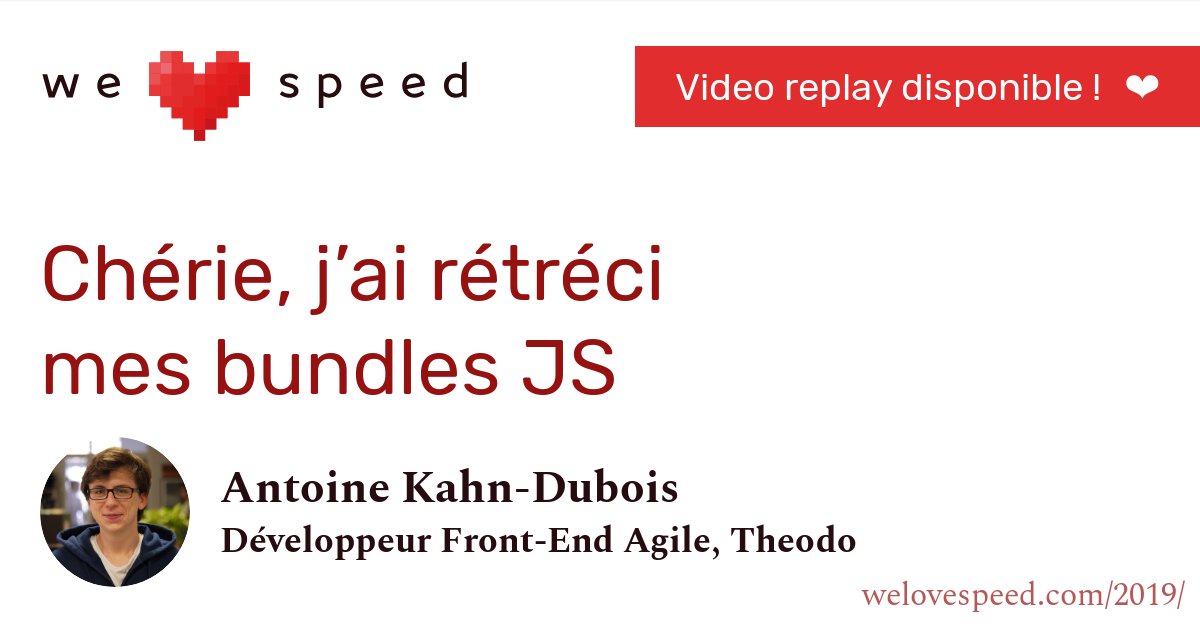 we speed
Video replay disponible ! ❤
Chérie, j’ai rétréci
mes bundles JS
Antoine Kahn-Dubois
Développeur Front-End Agile, Theodo
welovespeed.com/2019/